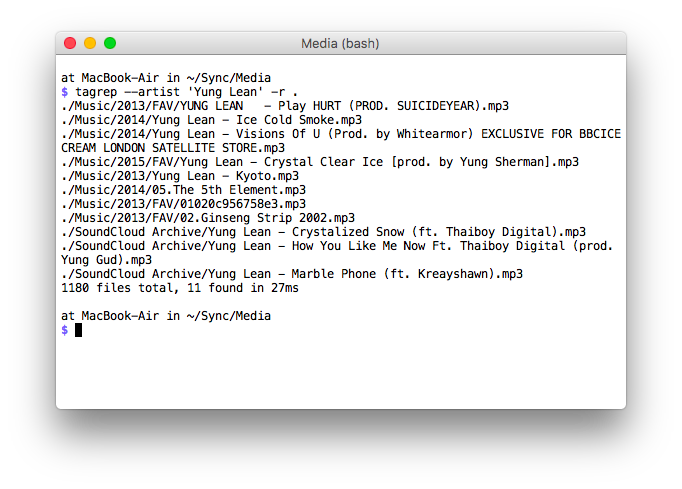 Media (bash)
at MacBook-Air in ~/Sync/Media
$ tagrep --artist 'Yung Lean' -r .
./Music/2013/FAV/YUNG LEAN   - Play HURT (PROD. SUICIDEYEAR).mp3
./Music/2014/Yung Lean - Ice Cold Smoke.mp3
./Music/2014/Yung Lean - Visions Of U (Prod. by Whitearmor) EXCLUSIVE FOR BBCICE
CREAM LONDON SATELLITE STORE.mp3
./Music/2015/FAV/Yung Lean - Crystal Clear Ice [prod. by Yung Sherman].mp3
./Music/2013/Yung Lean - Kyoto.mp3
./Music/2014/05.The 5th Element.mp3
./Music/2013/FAV/01020c956758e3.mp3
./Music/2013/FAV/02.Ginseng Strip 2002.mp3
./SoundCloud Archive/Yung Lean - Crystalized Snow (ft. Thaiboy Digital).mp3
./SoundCloud Archive/Yung Lean - How You Like Me Now Ft. Thaiboy Digital (prod.
Yung Gud).mp3
./SoundCloud Archive/Yung Lean - Marble Phone (ft. Kreayshawn).mp3
1180 files total, 11 found in 27ms
at MacBook-Air in ~/Sync/Media
$